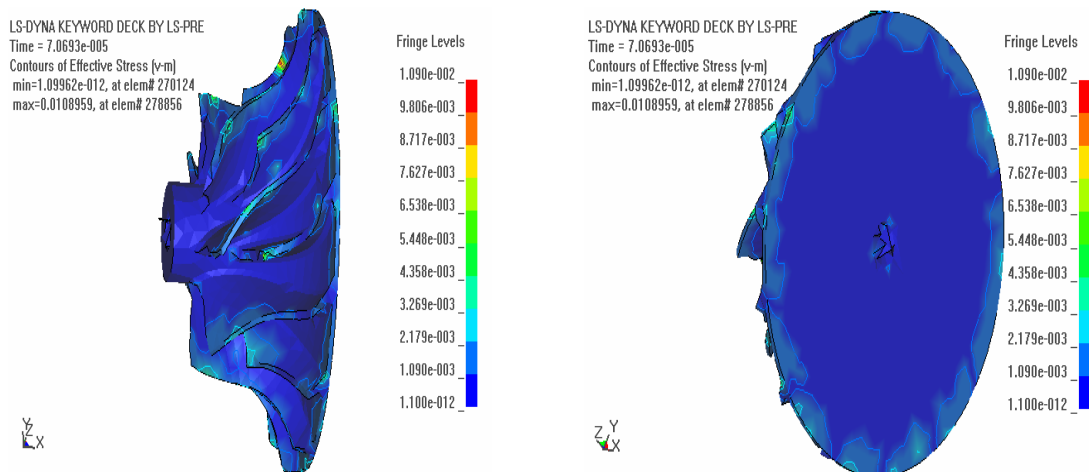 LS-DYNA KEYWORD DECK BY LS-PRE
Time = 7.0693e-005
Contours of Effective Stress (v-m)
min=1.09962e-012, at elem# 270124
max=0.0108959, at elem# 278856
Fringe Levels
1.090e-002
9.806e-003
8.717e-003
7.627e-003
6.538e-003
5.448e-003
4.358e-003
3.269e-003
2.179e-003
1.090e-003
1.100e-012
Y
Z
X
LS-DYNA KEYWORD DECK BY LS-PRE
Time = 7.0693e-005
Contours of Effective Stress (v-m)
min=1.09962e-012, at elem# 270124
max=0.0108959, at elem# 278856
Fringe Levels
1.090e-002
9.806e-003
8.717e-003
7.627e-003
6.538e-003
5.448e-003
4.358e-003
3.269e-003
2.179e-003
1.090e-003
1.100e-012
Y
Z
X